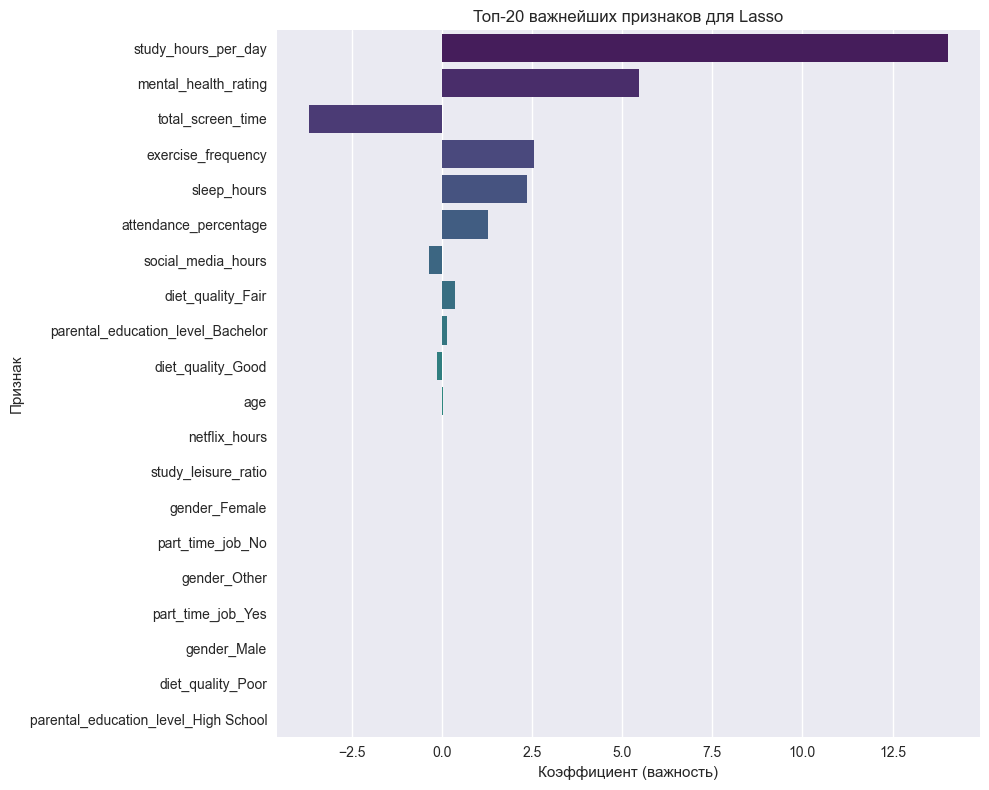 Топ-20 важнейших признаков для Lasso
Признак
study_hours_per_day
mental_health_rating
total_screen_time
exercise_frequency
sleep_hours
attendance_percentage
social_media_hours
diet_quality_Fair
parental_education_level_Bachelor
diet_quality_Good
age
netflix_hours
study_leisure_ratio
gender_Female
part_time_job_No
gender_Other
part_time_job_Yes
gender_Male
diet_quality_Poor
parental_education_level_High School
−2.5 0.0 2.5 5.0 7.5 10.0 12.5
Коэффициент (важность)